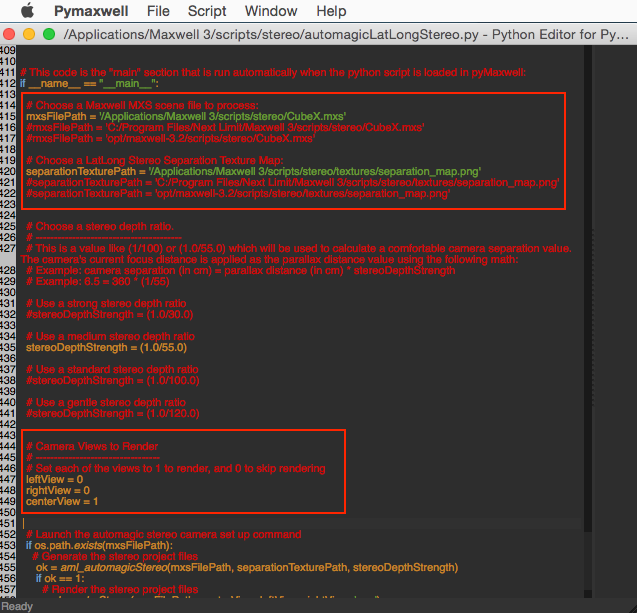 Pymaxwell File Script Window Help
/Applications/Maxwell 3/scripts/stereo/automagicLatLongStereo.py - Python Editor for Py...
409
410
411 # This code is the "main" section that is run automatically when the python script is loaded in pyMaxwell:
412 if __name__ == "__main__":
413
414 # Choose a Maxwell MXS scene file to process:
415 mxsFilePath = '/Applications/Maxwell 3/scripts/stereo/CubeX.mxs'
416 #mxsFilePath = 'C:/Program Files/Next Limit/Maxwell 3/scripts/stereo/CubeX.mxs'
417 #mxsFilePath = 'opt/maxwell-3.2/scripts/stereo/CubeX.mxs'
418
419 # Choose a LatLong Stereo Separation Texture Map:
420 separationTexturePath = '/Applications/Maxwell 3/scripts/stereo/textures/separation_map.png'
421 #separationTexturePath = 'C:/Program Files/Next Limit/Maxwell 3/scripts/stereo/textures/separation_map.png'
422 #separationTexturePath = 'opt/maxwell-3.2/scripts/stereo/textures/separation_map.png'
423
424
425 # Choose a stereo depth ratio.
426 # ----------------------------------------
427 # This is a value like (1/100) or (1.0/55.0) which will be used to calculate a comfortable camera separation value.
The camera's current focus distance is applied as the parallax distance value using the following math:
428 # Example: camera separation (in cm) = parallax distance (in cm) * stereoDepthStrength
429 # Example: 6.5 = 360 * (1/55)
430
431 # Use a strong stereo depth ratio
432 #stereoDepthStrength = (1.0/30.0)
433
434 # Use a medium stereo depth ratio
435 stereoDepthStrength = (1.0/55.0)
436
437 # Use a standard stereo depth ratio
438 #stereoDepthStrength = (1.0/100.0)
439
440 # Use a gentle stereo depth ratio
441 #stereoDepthStrength = (1.0/120.0)
442
443
444 # Camera Views to Render
445 # ----------------------------------
446 # Set each of the views to 1 to render, and 0 to skip rendering
447 leftView = 0
448 rightView = 0
449 centerView = 1
450
451
452 # Launch the automagic stereo camera set up command
453 if os.path.exists(mxsFilePath):
454 # Generate the stereo project files
455 ok = aml_automagicStereo(mxsFilePath, separationTexturePath, stereoDepthStrength)
456 if ok == 1:
457 # Render the stereo project files
Ready